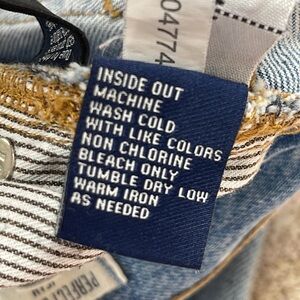 04774
INSIDE OUT
MACHINE
WASH COLD
WITH LIKE COLORS
NON CHLORINE
BLEACH ONLY
TUMBLE DRY LOW
WARM IRON
AS NEEDED